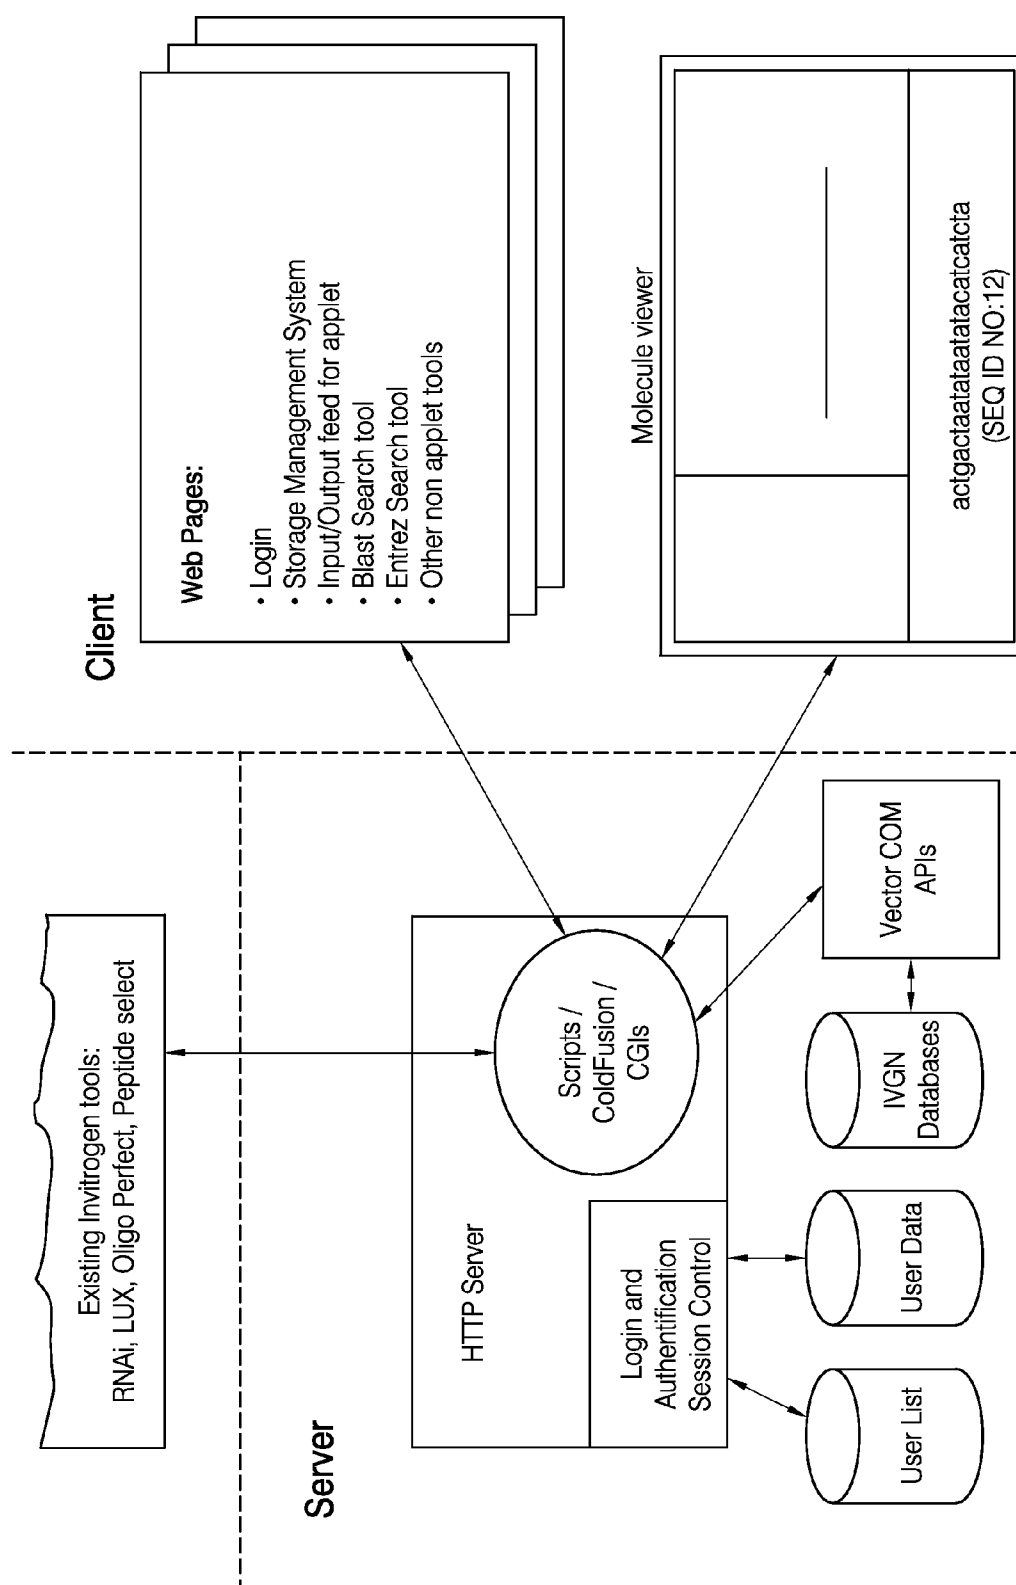 Existing Invitrogen tools:
RNAi, LUX, Oligo Perfect, Peptide select
Server
HTTP Server
Login and
Authentification
Session Control
Scripts /
ColdFusion /
CGIs
User List
User Data
IVGN
Databases
Vector COM
APIs
Client
Web Pages:
• Login
• Storage Management System
• Input/Output feed for applet
• Blast Search tool
• Entrez Search tool
• Other non applet tools
Molecule viewer
actgactaatataatatacatcatcta
(SEQ ID NO:12)